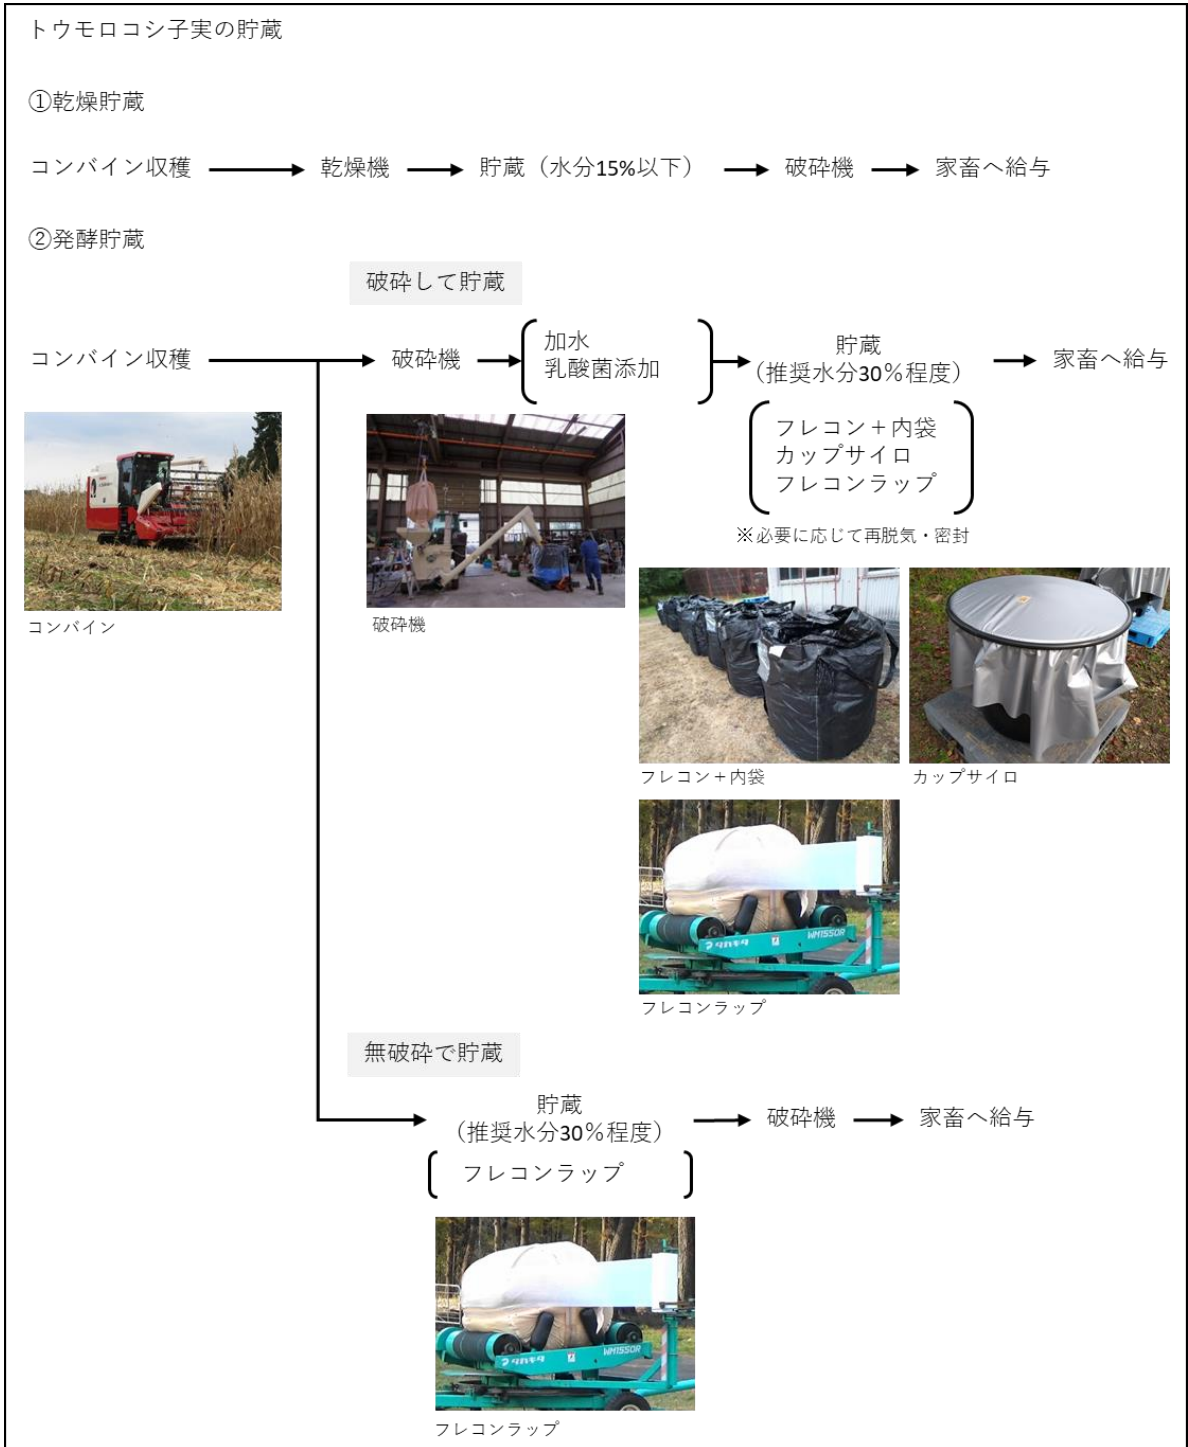 トウモロコシ子実の貯蔵
①乾燥貯蔵
コンバイン収穫
乾燥機
貯蔵（水分15%以下）
破砕機
家畜へ給与
②発酵貯蔵
破砕して貯蔵
コンバイン収穫
破砕機
加水
乳酸菌添加
貯蔵
（推奨水分30％程度）
家畜へ給与
フレコン＋内袋
カップサイロ
フレコンラップ
※必要に応じて再脱気・密封
コンバイン
破砕機
フレコン＋内袋
カップサイロ
タカキタ
WM1550R
フレコンラップ
無破砕で貯蔵
貯蔵
（推奨水分30％程度）
破砕機
家畜へ給与
フレコンラップ
タカキタ
WM1550R
フレコンラップ